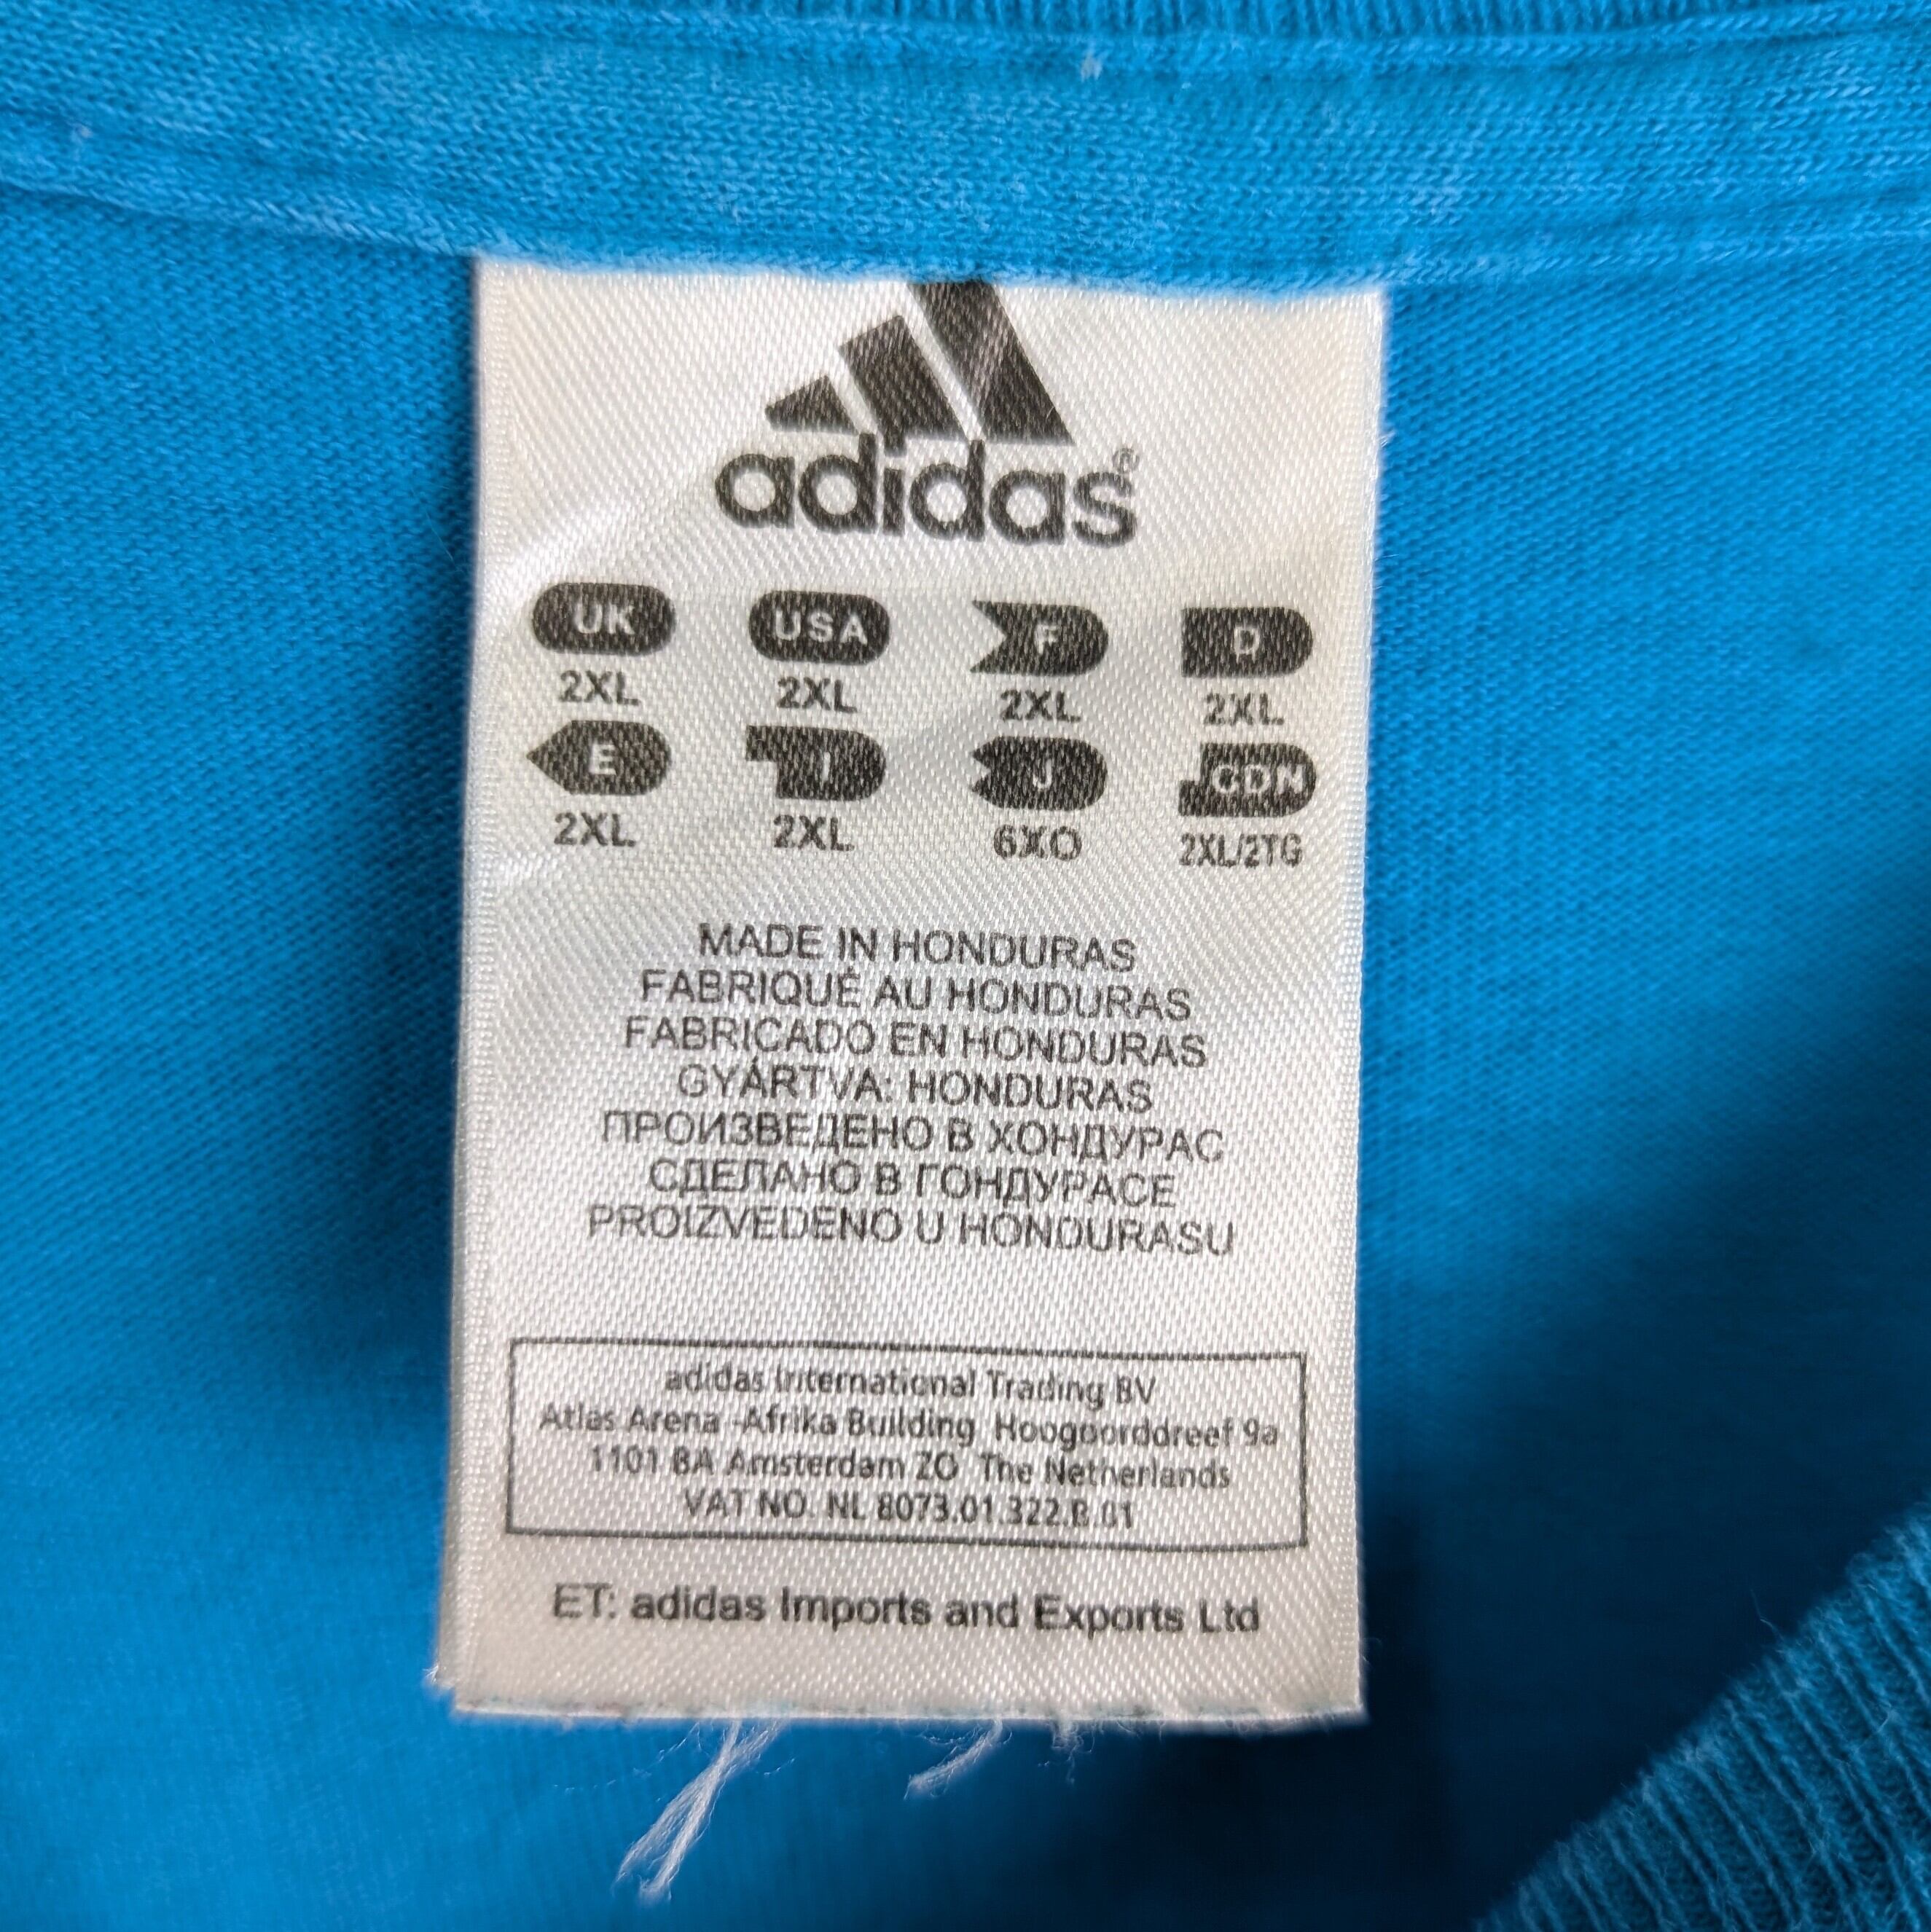 adidas®
UK USA F D
2XL 2XL 2XL 2XL
E I J CDN
2XL 2XL 6XO 2XL/2TG
MADE IN HONDURAS
FABRIQUÉ AU HONDURAS
FABRICADO EN HONDURAS
GYÁRTVA: HONDURAS
ПРОИЗВЕДЕНО В ХОНДУРАС
СДЕЛАНО В ГОНДУРАСЕ
PROIZVEDENO U HONDURASU
adidas International Trading BV
Atlas Arena -Afrika Building Hoogoorddreef 9a
1101 BA Amsterdam ZO The Netherlands
VAT NO. NL 8073.01.322.B.01
ET: adidas Imports and Exports Ltd